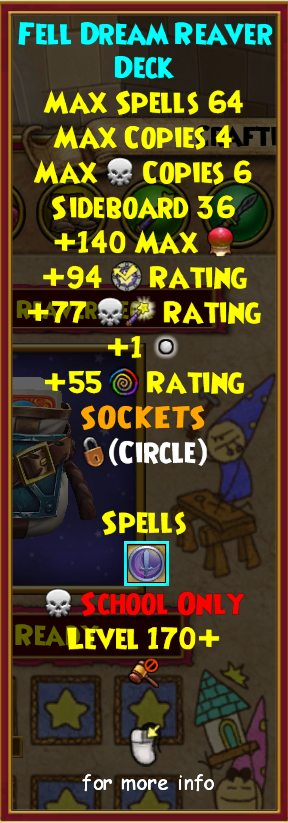 Fell Dream Reaver
Deck
Max Spells 64
Max Copies 4
Max Copies 6
Sideboard 36
+140 Max
+94 Rating
+77 Rating
+1
+55 Rating
Sockets
(Circle)
Spells
School Only
Level 170+
Ready
for more info